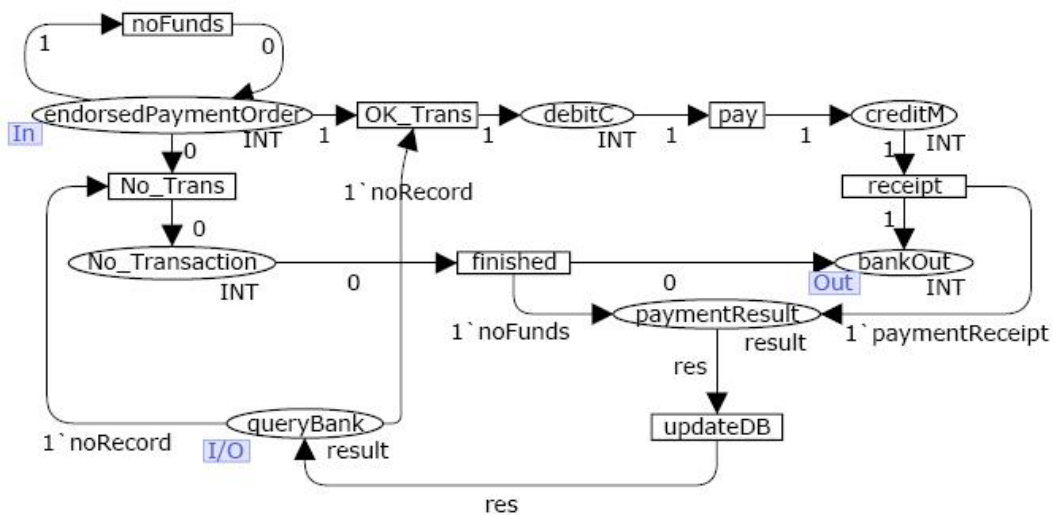 noFunds
1
0
endorsedPaymentOrder
In
INT
1
OK_Trans
1
debitC
INT
1
pay
1
creditM
INT
0
No_Trans
1`noRecord
1
receipt
0
1
No_Transaction
INT
0
finished
0
bankOut
Out
INT
1`noFunds
paymentResult
result
1`paymentReceipt
res
queryBank
updateDB
1`noRecord
I/O
result
res